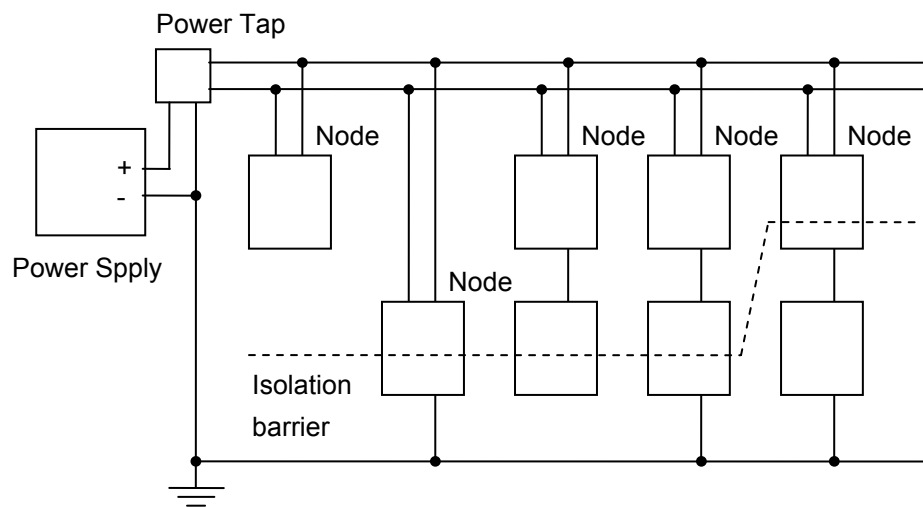 Power Tap
Node
Node
Node
Node
+
-
Power Spply
Node
Isolation
barrier